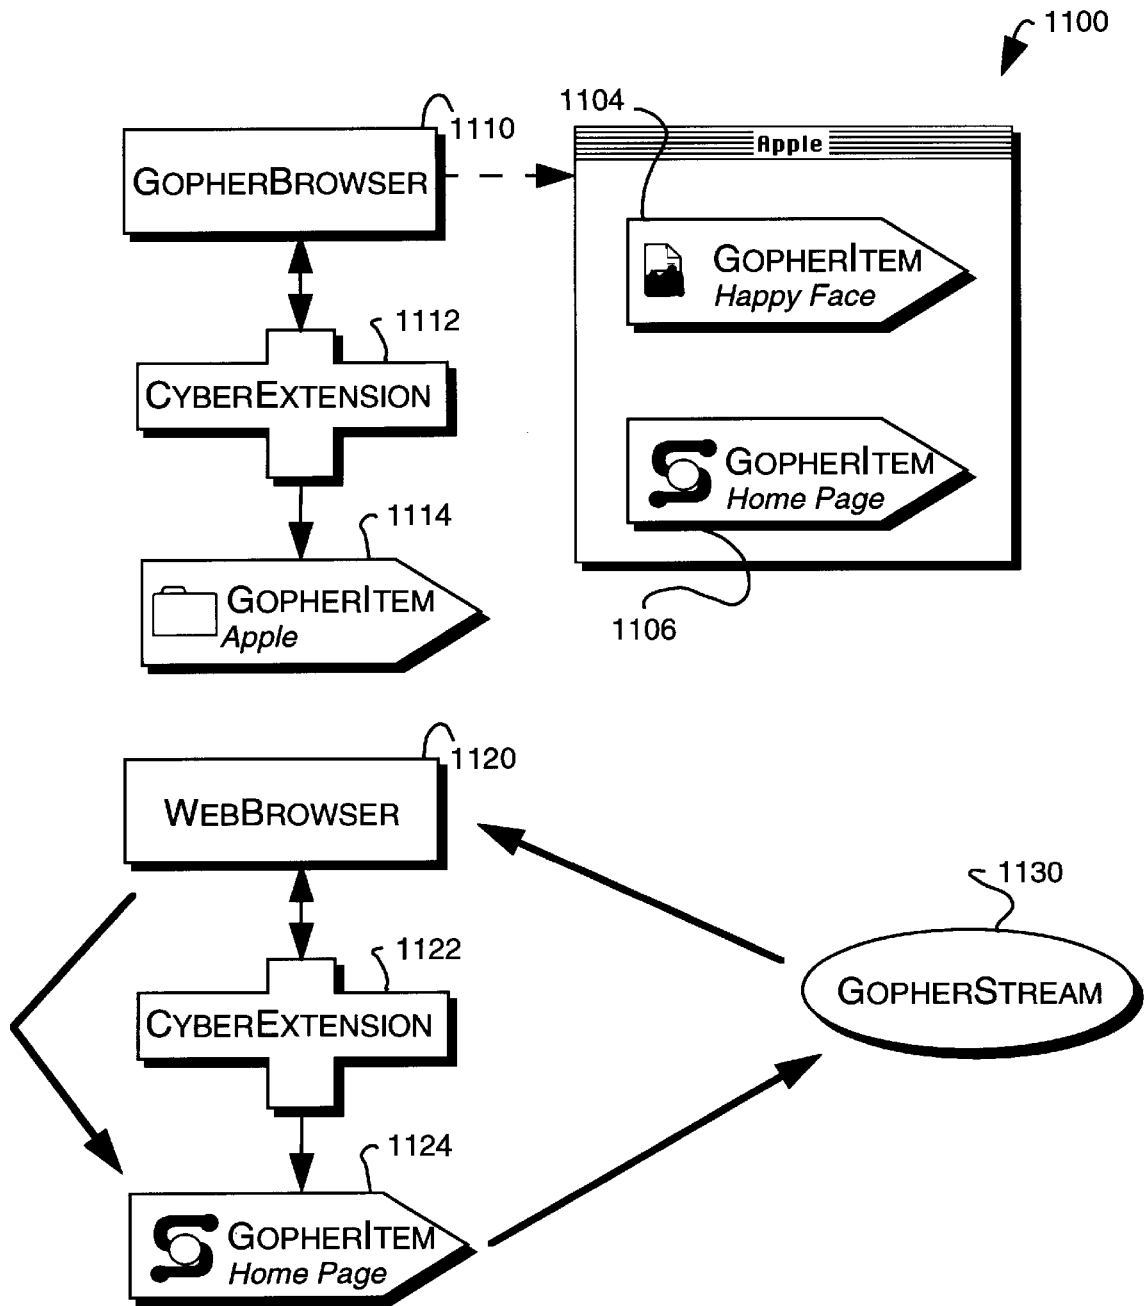 1100
1104
1110
Apple
GOPHERBROWSER
GOPHERITEM
Happy Face
1112
CYBEREXTENSION
GOPHERITEM
Home Page
1114
GOPHERITEM
Apple
1106
1120
WEBBROWSER
1130
1122
CYBEREXTENSION
GOPHERSTREAM
1124
GOPHERITEM
Home Page